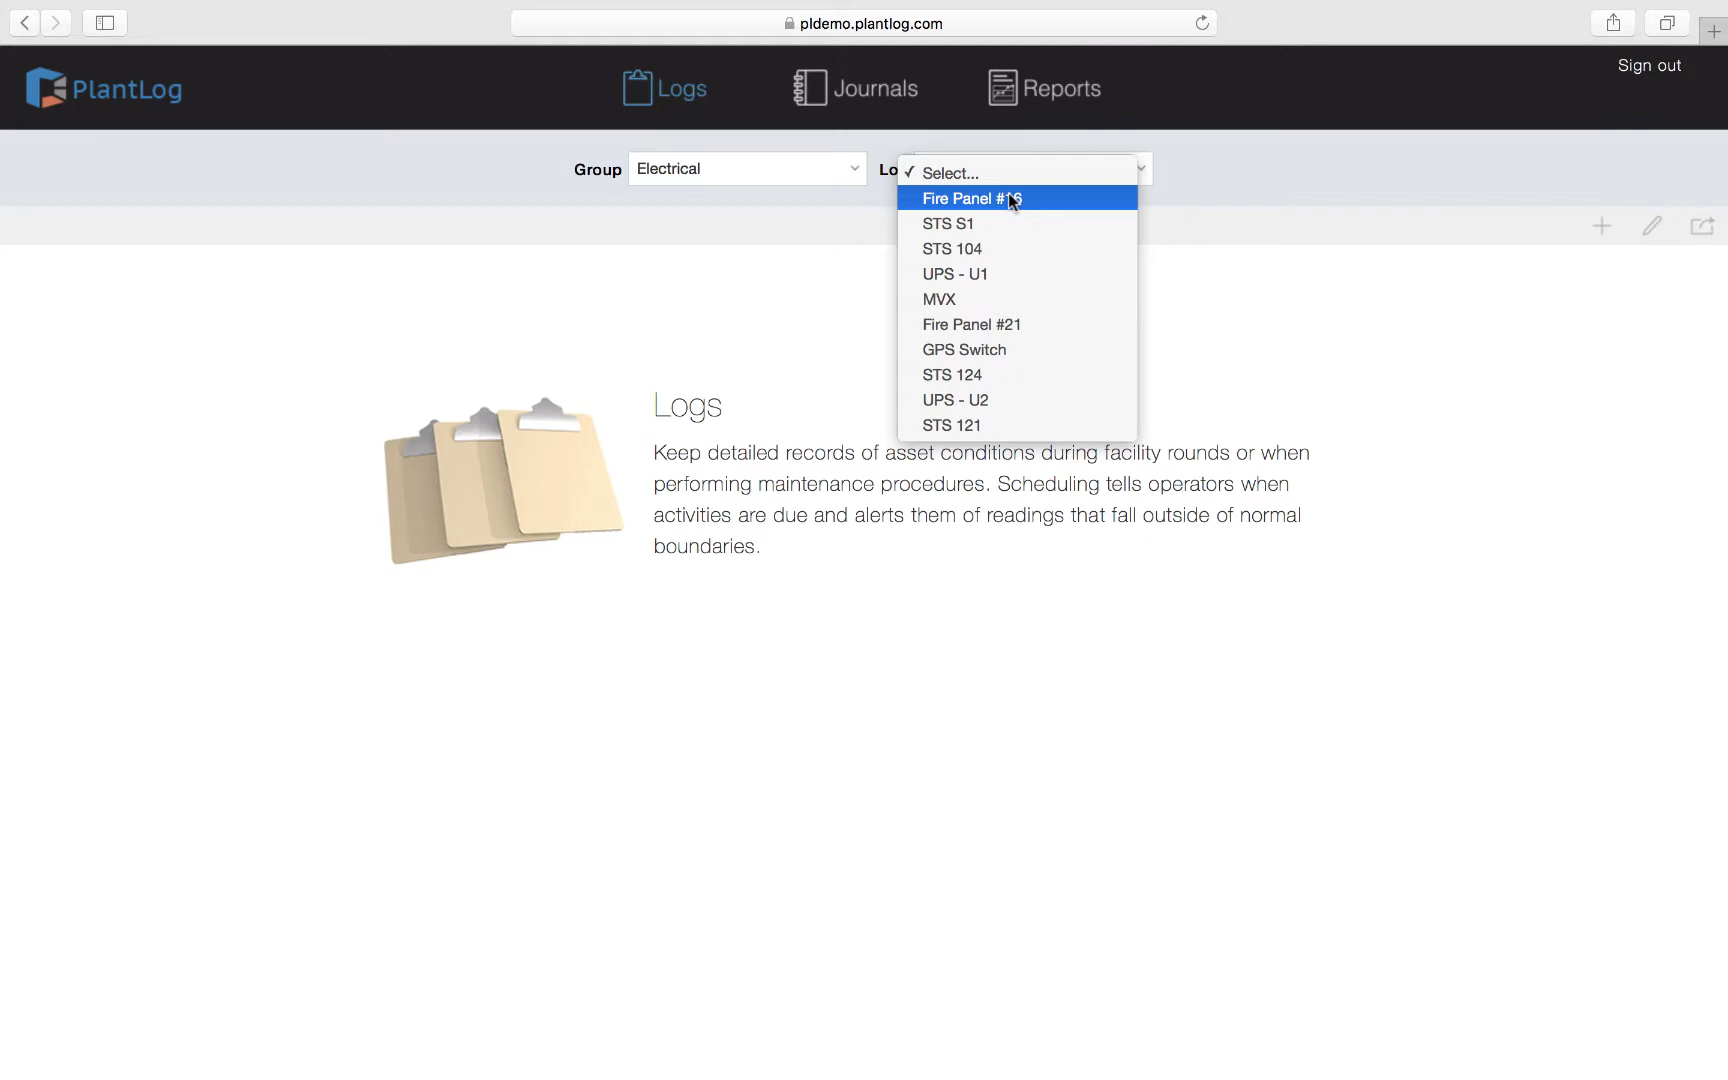 pldemo.plantlog.com
Sign out
PlantLog
Logs
Journals
Reports
Group
Electrical
Lo
Select...
Fire Panel #16
STS S1
STS 104
UPS - U1
MVX
Fire Panel #21
GPS Switch
STS 124
UPS - U2
STS 121
Logs
Keep detailed records of asset conditions during facility rounds or when
performing maintenance procedures. Scheduling tells operators when
activities are due and alerts them of readings that fall outside of normal
boundaries.